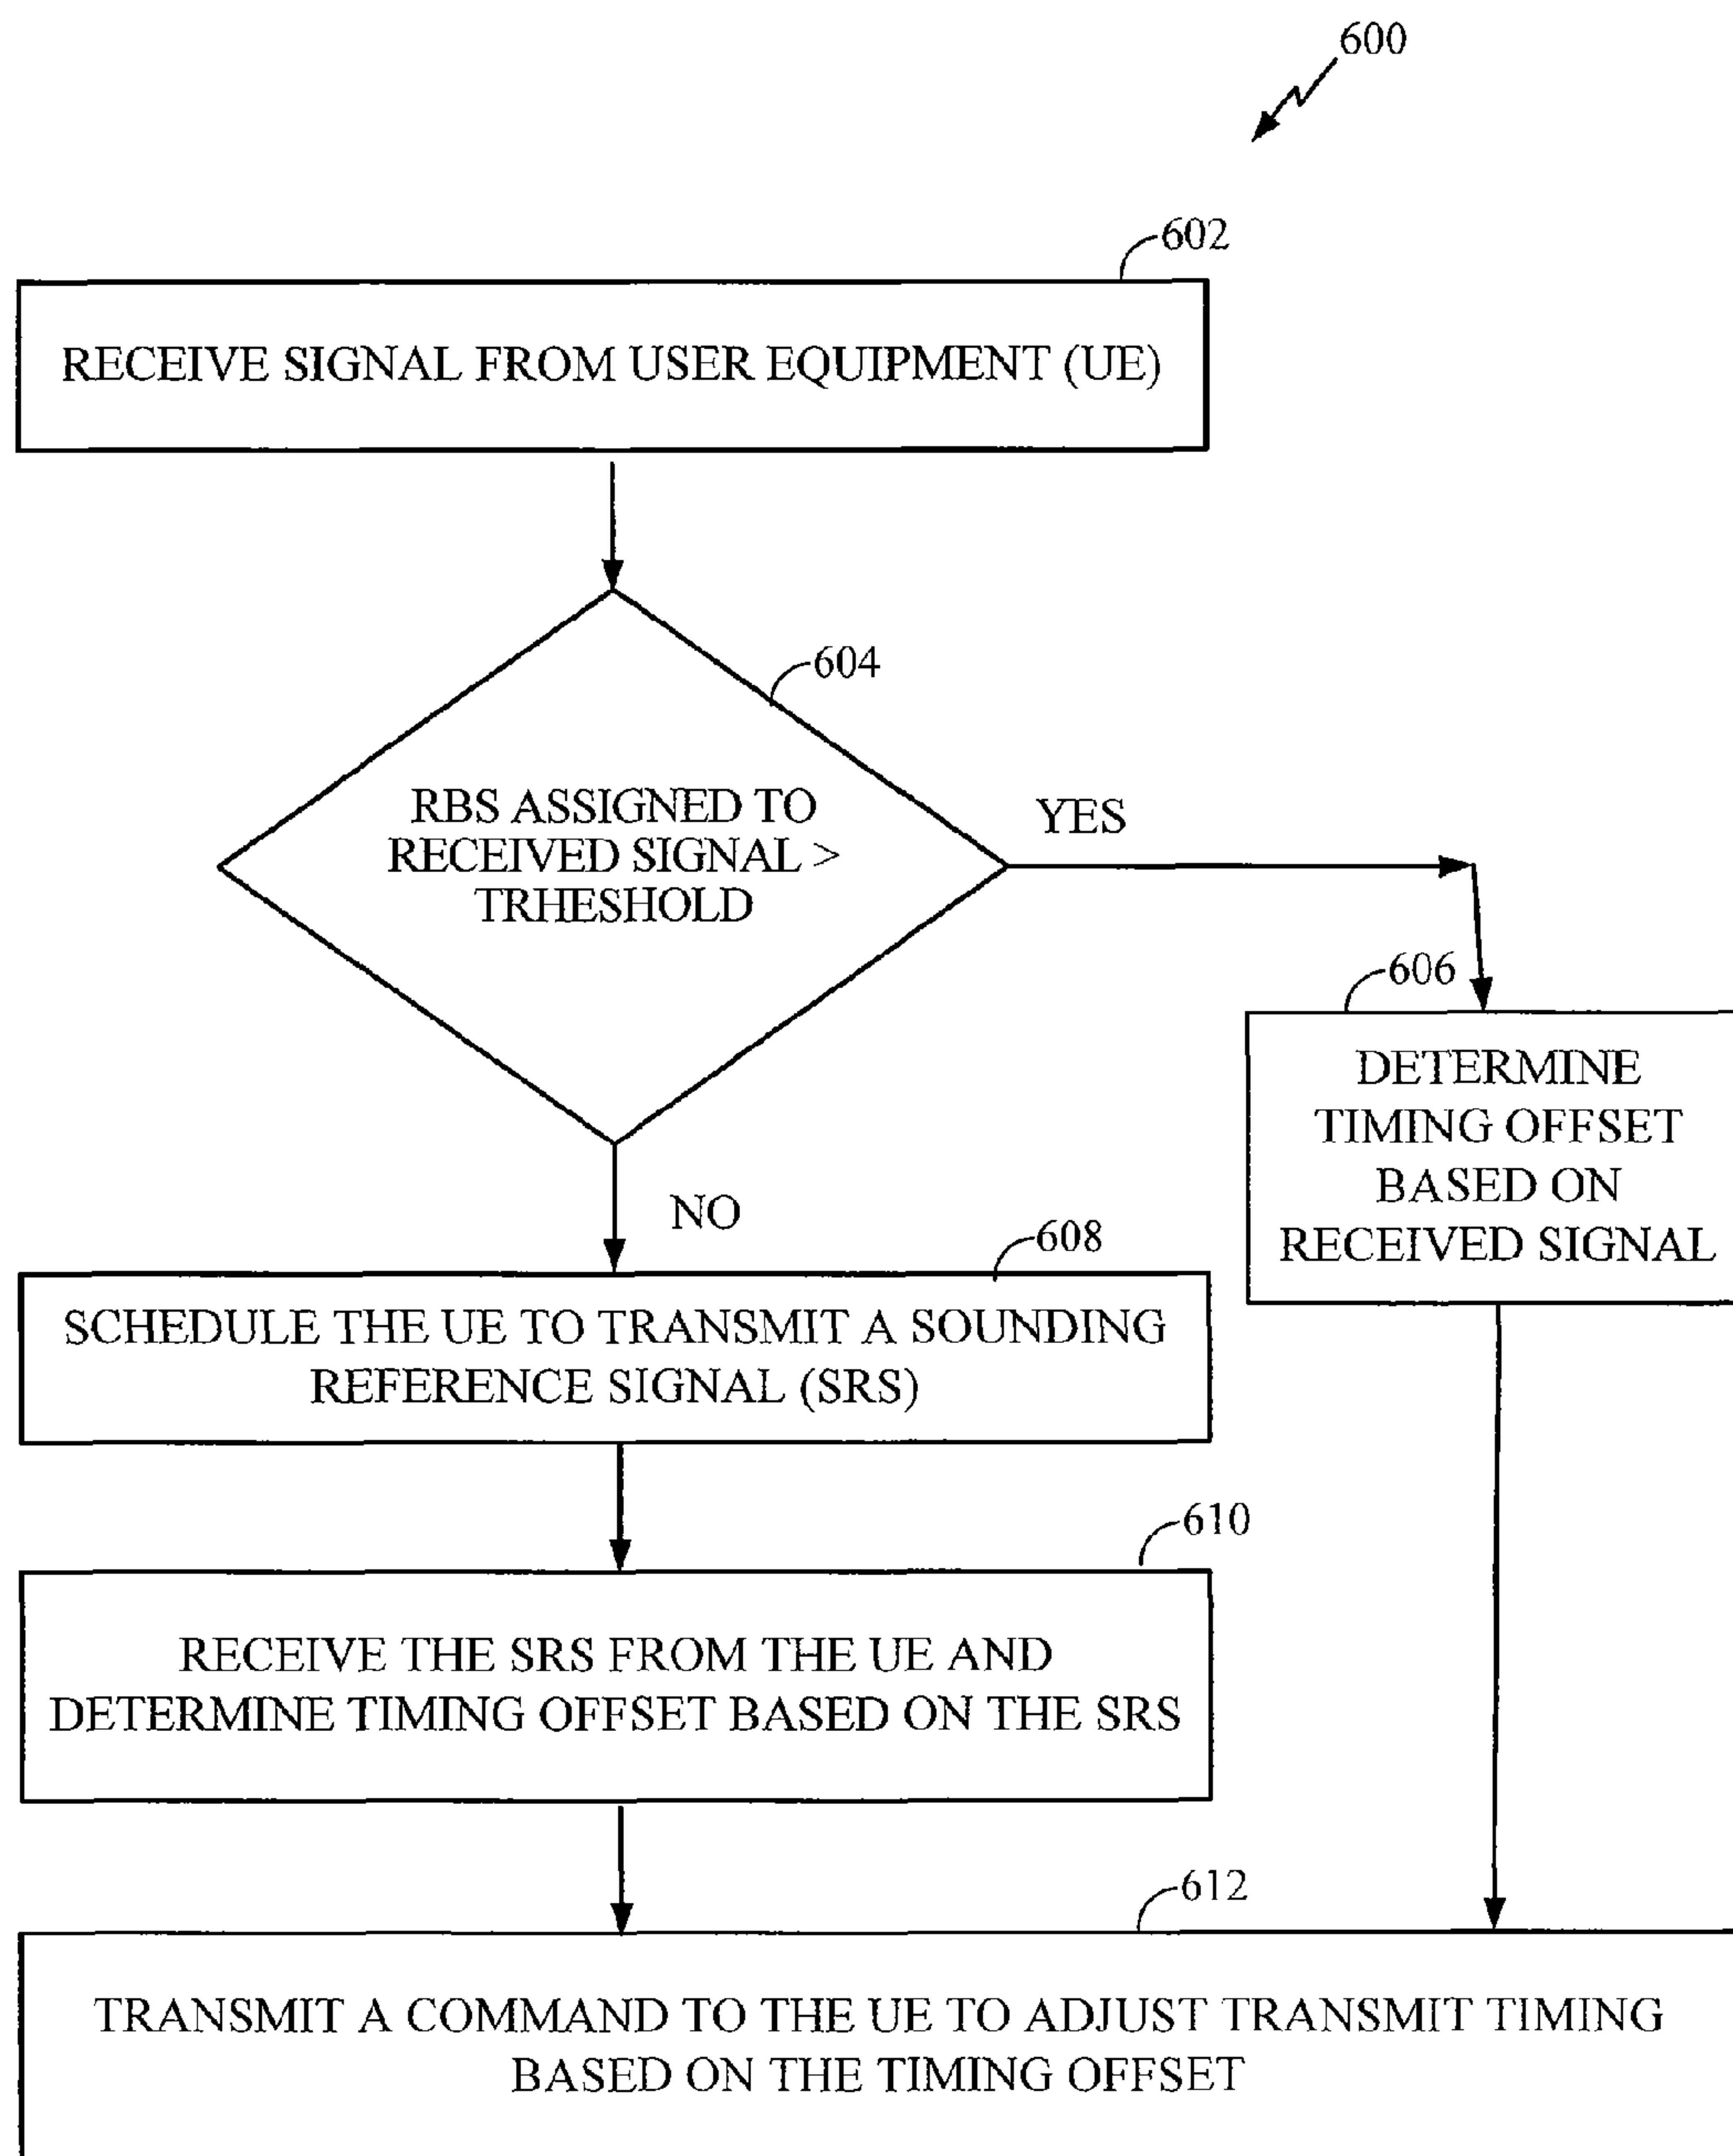 600
602
RECEIVE SIGNAL FROM USER EQUIPMENT (UE)
604
RBS ASSIGNED TO
RECEIVED SIGNAL >
TRHESHOLD
YES
606
DETERMINE
TIMING OFFSET
BASED ON
RECEIVED SIGNAL
NO
608
SCHEDULE THE UE TO TRANSMIT A SOUNDING
REFERENCE SIGNAL (SRS)
610
RECEIVE THE SRS FROM THE UE AND
DETERMINE TIMING OFFSET BASED ON THE SRS
612
TRANSMIT A COMMAND TO THE UE TO ADJUST TRANSMIT TIMING
BASED ON THE TIMING OFFSET